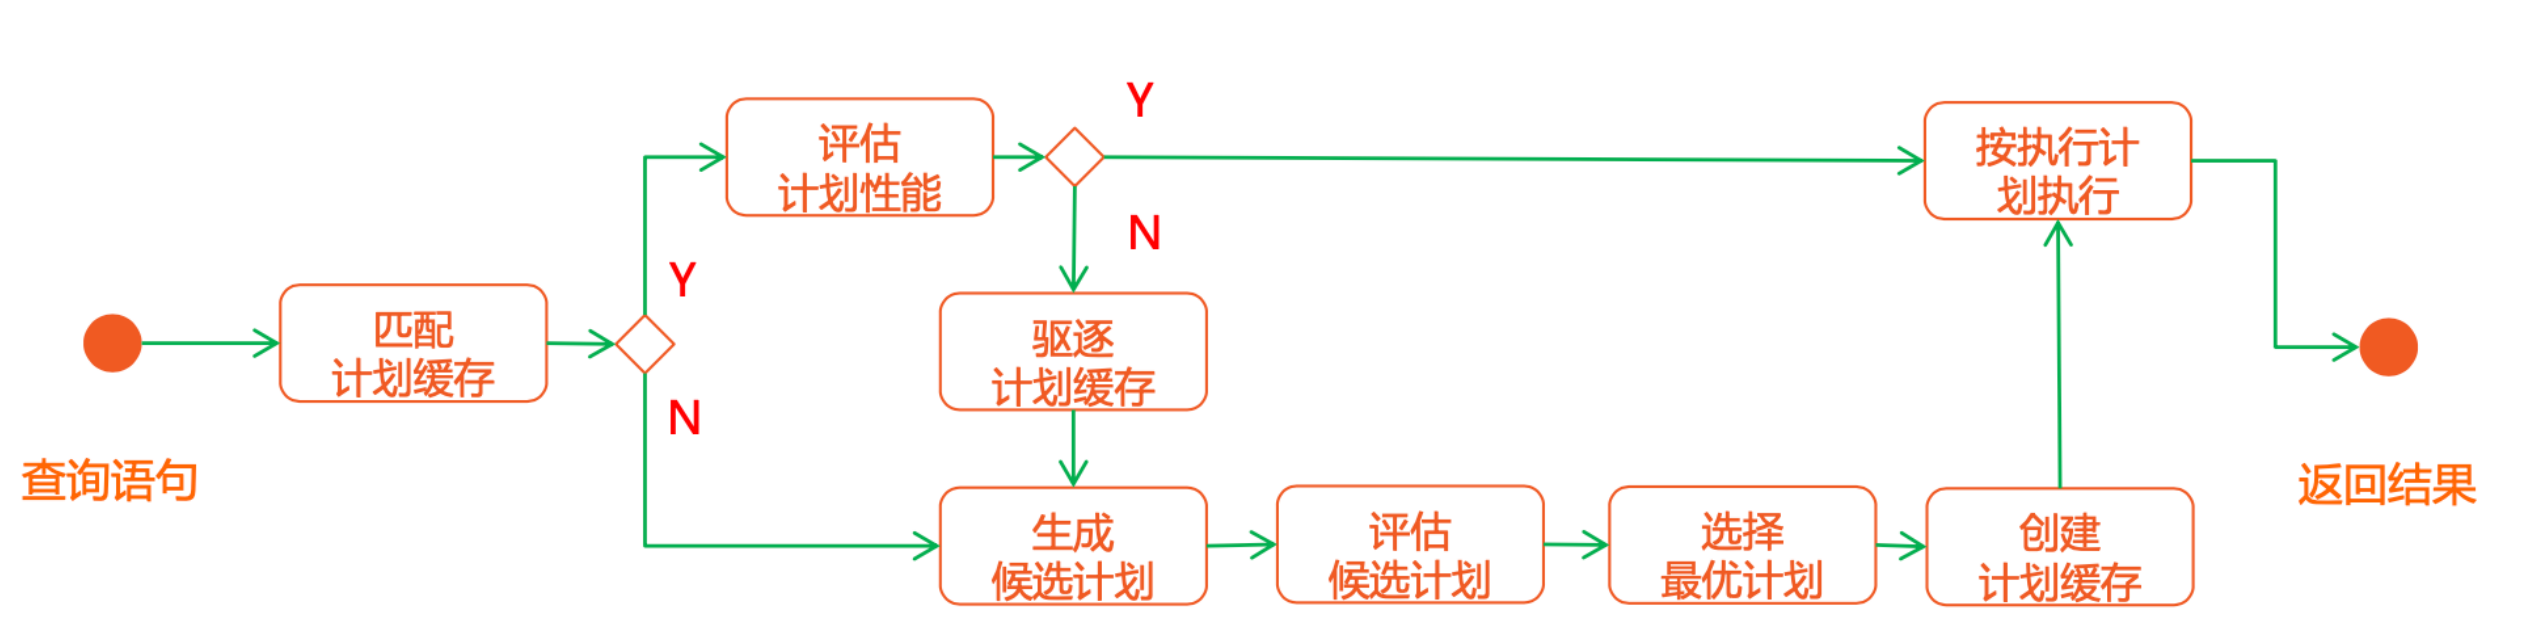 Y
评估
计划性能
按执行计
划执行
N
Y
匹配
计划缓存
驱逐
计划缓存
N
查询语句
返回结果
生成
候选计划
评估
候选计划
选择
最优计划
创建
计划缓存